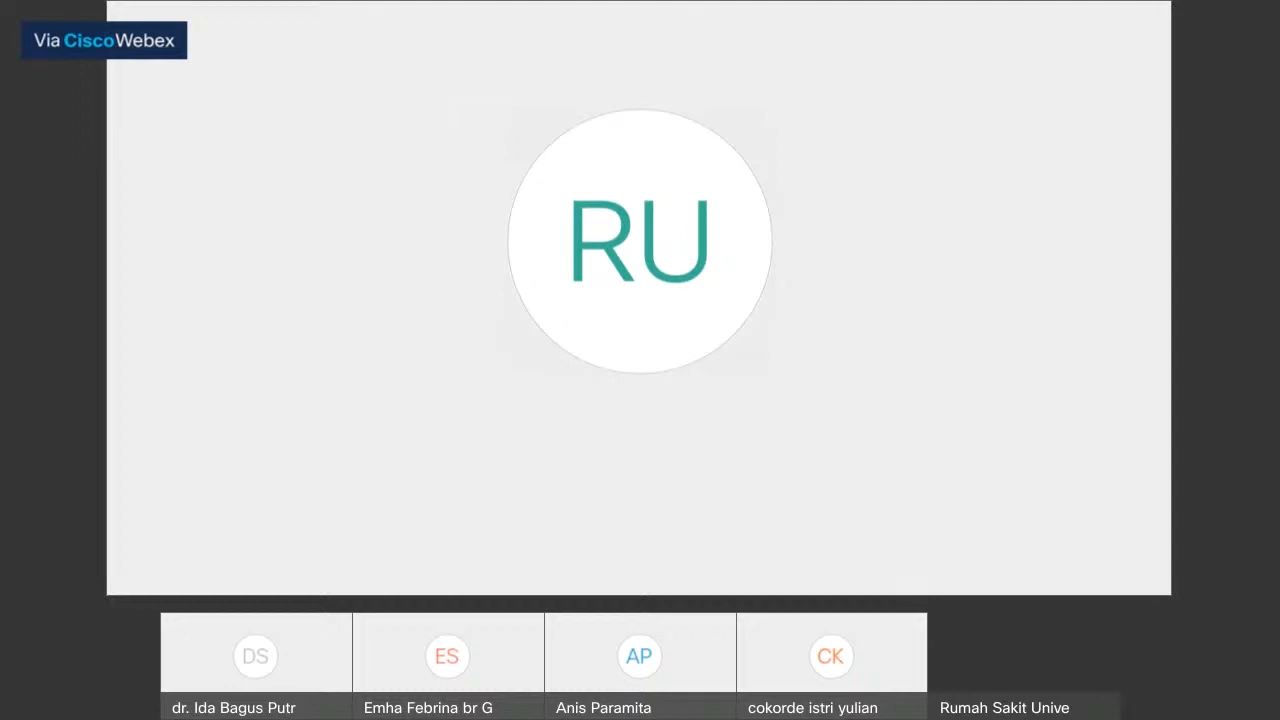 Via CiscoWebex
RU
DS
ES
AP
CK
dr. Ida Bagus Putr
Emha Febrina br G
Anis Paramita
cokorde istri yulian
Rumah Sakit Unive